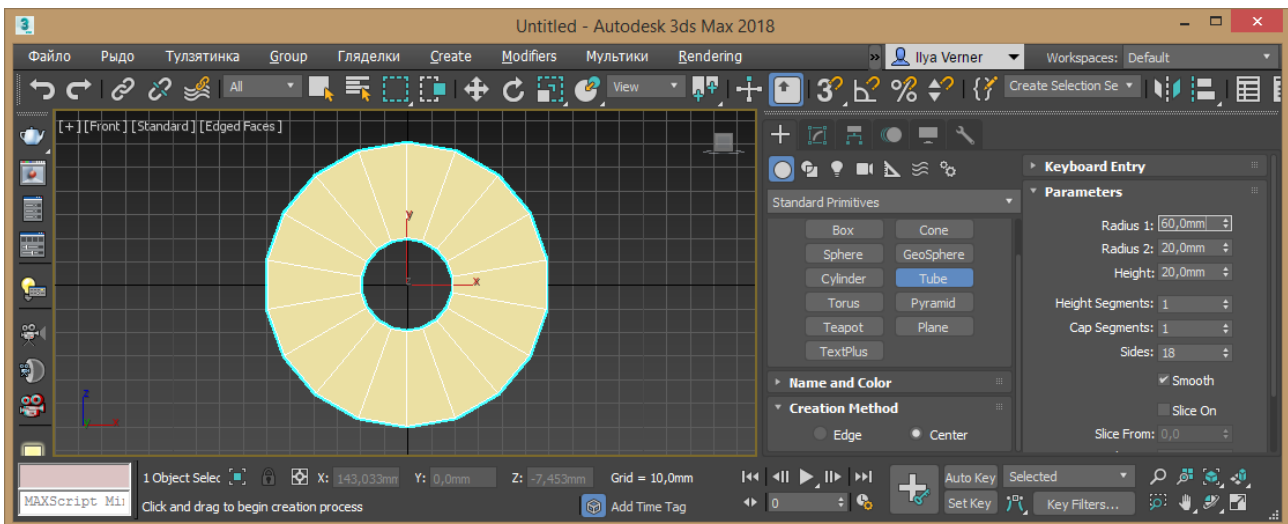 3
Untitled - Autodesk 3ds Max 2018
Файло Рыдо Тулзятинка Group Гляделки Create Modifiers Мультики Rendering » Ilya Verner Workspaces: Default
All View 3 Create Selection Se
[+] [Front ] [Standard ] [Edged Faces ]
y
x
z
x
Standard Primitives
Box Cone
Sphere GeoSphere
Cylinder Tube
Torus Pyramid
Teapot Plane
TextPlus
Name and Color
Creation Method
Edge Center
Keyboard Entry
Parameters
Radius 1: 60,0mm
Radius 2: 20,0mm
Height: 20,0mm
Height Segments: 1
Cap Segments: 1
Sides: 18
Smooth
Slice On
Slice From: 0,0
1 Object Selec X: 143,033mm Y: 0,0mm Z: -7,453mm Grid = 10,0mm Auto Key Selected
MAXScript Mi Click and drag to begin creation process Add Time Tag 0 Set Key Key Filters...